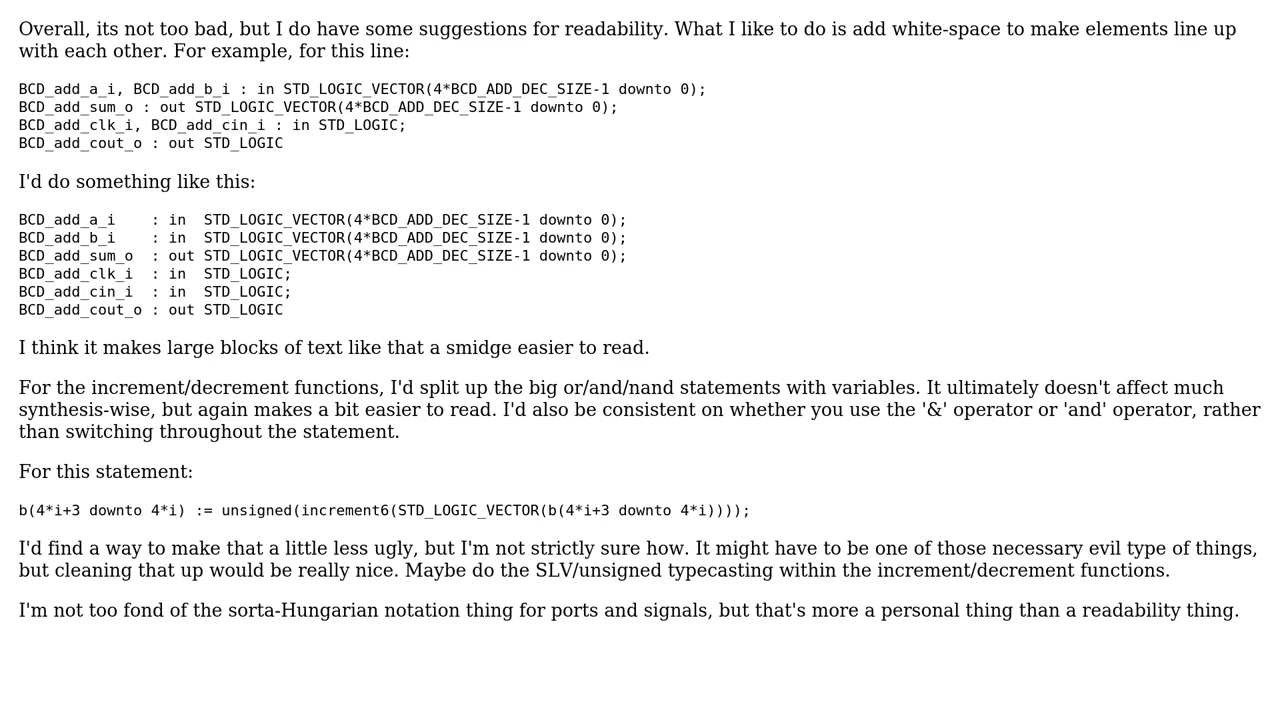 Overall, its not too bad, but I do have some suggestions for readability. What I like to do is add white-space to make elements line up
with each other. For example, for this line:
BCD_add_a_i, BCD_add_b_i : in STD_LOGIC_VECTOR(4*BCD_ADD_DEC_SIZE-1 downto 0);
BCD_add_sum_o : out STD_LOGIC_VECTOR(4*BCD_ADD_DEC_SIZE-1 downto 0);
BCD_add_clk_i, BCD_add_cin_i : in STD_LOGIC;
BCD_add_cout_o : out STD_LOGIC
I'd do something like this:
BCD_add_a_i    : in  STD_LOGIC_VECTOR(4*BCD_ADD_DEC_SIZE-1 downto 0);
BCD_add_b_i    : in  STD_LOGIC_VECTOR(4*BCD_ADD_DEC_SIZE-1 downto 0);
BCD_add_sum_o  : out STD_LOGIC_VECTOR(4*BCD_ADD_DEC_SIZE-1 downto 0);
BCD_add_clk_i  : in  STD_LOGIC;
BCD_add_cin_i  : in  STD_LOGIC;
BCD_add_cout_o : out STD_LOGIC
I think it makes large blocks of text like that a smidge easier to read.
For the increment/decrement functions, I'd split up the big or/and/nand statements with variables. It ultimately doesn't affect much
synthesis-wise, but again makes a bit easier to read. I'd also be consistent on whether you use the '&' operator or 'and' operator, rather
than switching throughout the statement.
For this statement:
b(4*i+3 downto 4*i) := unsigned(increment6(STD_LOGIC_VECTOR(b(4*i+3 downto 4*i))));
I'd find a way to make that a little less ugly, but I'm not strictly sure how. It might have to be one of those necessary evil type of things,
but cleaning that up would be really nice. Maybe do the SLV/unsigned typecasting within the increment/decrement functions.
I'm not too fond of the sorta-Hungarian notation thing for ports and signals, but that's more a personal thing than a readability thing.